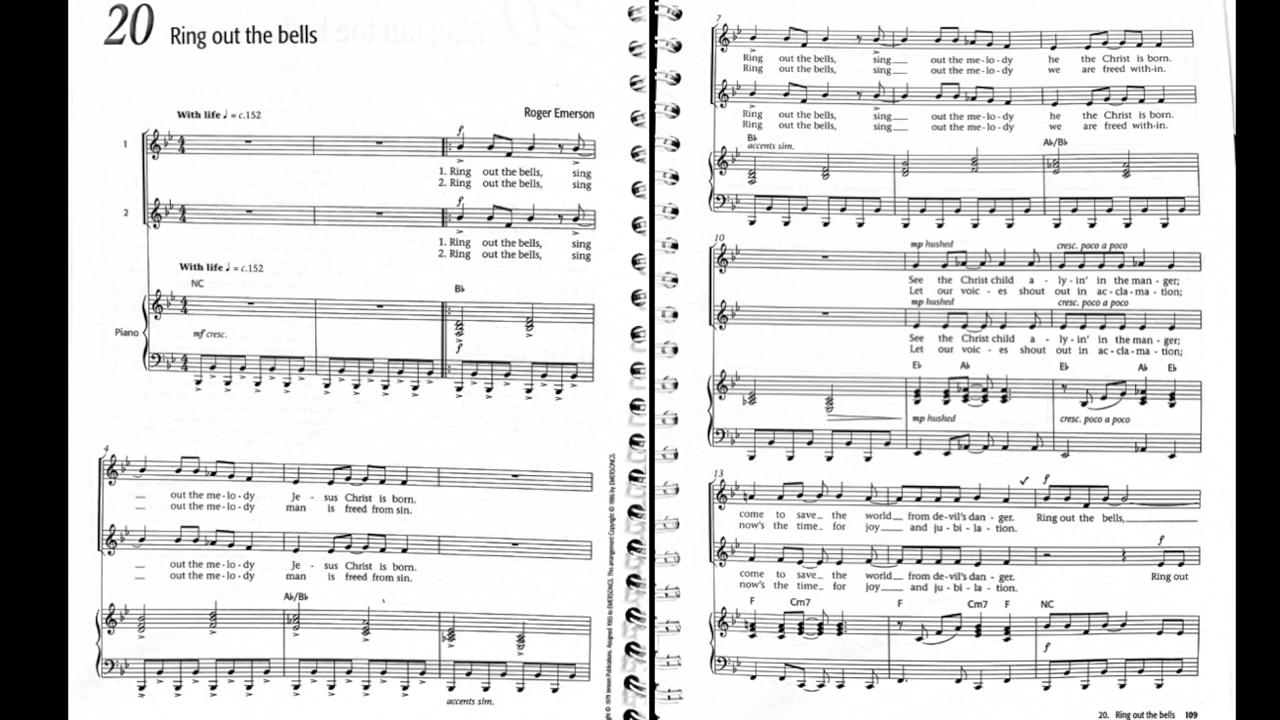 20 Ring out the bells
With life ♩ = c.152
Roger Emerson
f
1
1. Ring out the bells, sing
2. Ring out the bells, sing
f
2
1. Ring out the bells, sing
2. Ring out the bells, sing
With life ♩ = c.152
NC B♭
Piano
mf cresc.
f
4
out the me-lo-dy Je - sus Christ is born.
out the me-lo-dy man is freed from sin.
out the me-lo-dy Je - sus Christ is born.
out the me-lo-dy man is freed from sin.
A♭/B♭
accents sim.
7
Ring out the bells, sing out the me-lo-dy he the Christ is born.
Ring out the bells, sing out the me-lo-dy we are freed with-in.
Ring out the bells, sing out the me-lo-dy he the Christ is born.
Ring out the bells, sing out the me-lo-dy we are freed with-in.
B♭ A♭/B♭
accents sim.
10
mp hushed cresc. poco a poco
See the Christ child a - ly-in' in the man-ger;
Let our voic - es shout out in ac-cla-ma-tion;
mp hushed cresc. poco a poco
See the Christ child a - ly-in' in the man-ger;
Let our voic - es shout out in ac-cla-ma-tion;
E♭ A♭ E♭ A♭ E♭
mp hushed cresc. poco a poco
13
f
come to save the world from de-vil's dan-ger. Ring out the bells,
now's the time for joy and ju-bi-la-tion.
f
come to save the world from de-vil's dan-ger. Ring out
now's the time for joy and ju-bi-la-tion.
F Cm7 F Cm7 F NC
f
20. Ring out the bells 109